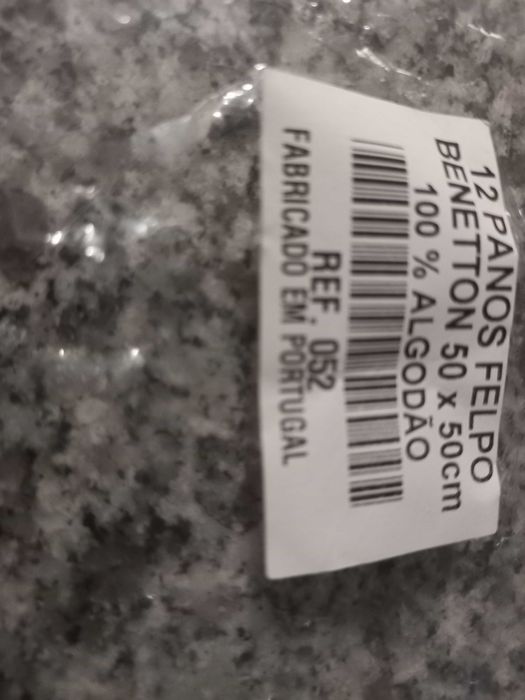 12 PANOS FELPO
BENETTON 50 x 50cm
100 % ALGODÃO
REF. 052
FABRICADO EM PORTUGAL